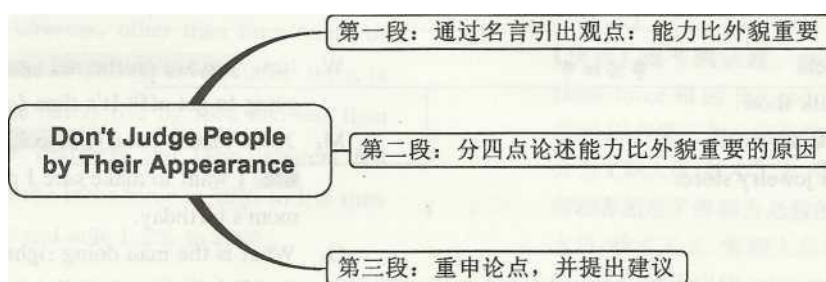 第一段：通过名言引出观点：能力比外貌重要
Don't Judge People
by Their Appearance
第二段：分四点论述能力比外貌重要的原因
第三段：重申论点，并提出建议